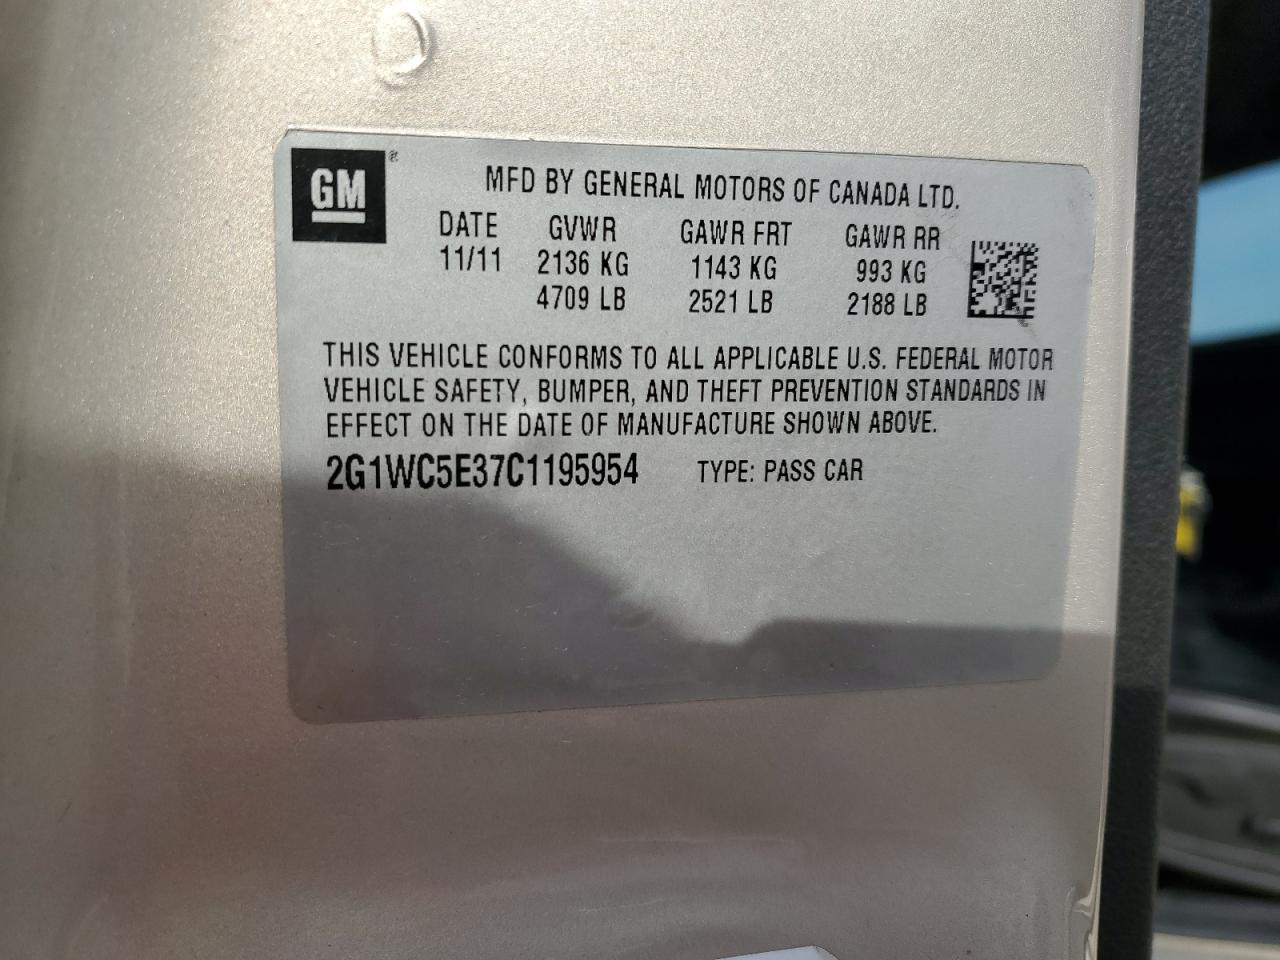 GM®
MFD BY GENERAL MOTORS OF CANADA LTD.
DATE GVWR GAWR FRT GAWR RR
11/11 2136 KG 1143 KG 993 KG
4709 LB 2521 LB 2188 LB
THIS VEHICLE CONFORMS TO ALL APPLICABLE U.S. FEDERAL MOTOR
VEHICLE SAFETY, BUMPER, AND THEFT PREVENTION STANDARDS IN
EFFECT ON THE DATE OF MANUFACTURE SHOWN ABOVE.
2G1WC5E37C1195954 TYPE: PASS CAR